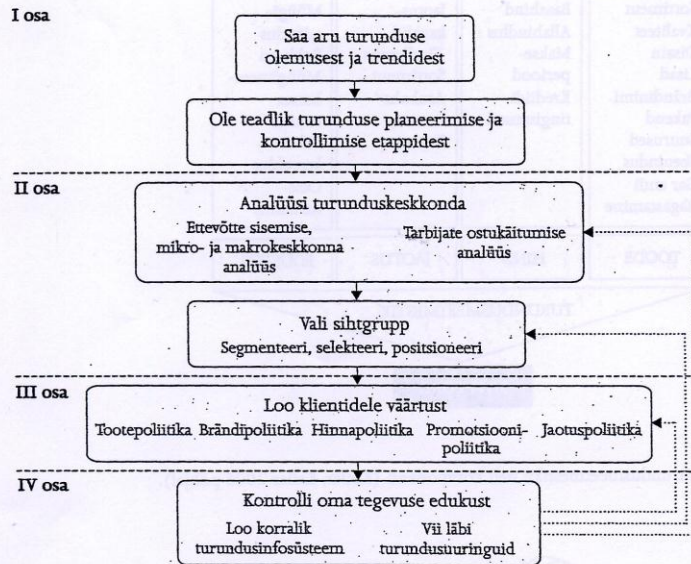 I osa
Saa aru turunduse
olemusest ja trendidest
Ole teadlik turunduse planeerimise ja
kontrollimise etappidest
II osa
Analüüsi turunduskeskkonda
Ettevõtte sisemise,
mikro- ja makrokeskkonna
analüüs
Tarbijate ostukäitumise
analüüs
Vali sihtgrupp
Segmenteeri, selekteeri, positsioneeri
III osa
Loo klientidele väärtust
Tootepoliitika Brändipoliitika Hinnapoliitika Promotsiooni-
poliitika
Jaotuspoliitika
IV osa
Kontrolli oma tegevuse edukust
Loo korralik
turundusinfosüsteem
Vii läbi
turundusuuringuid